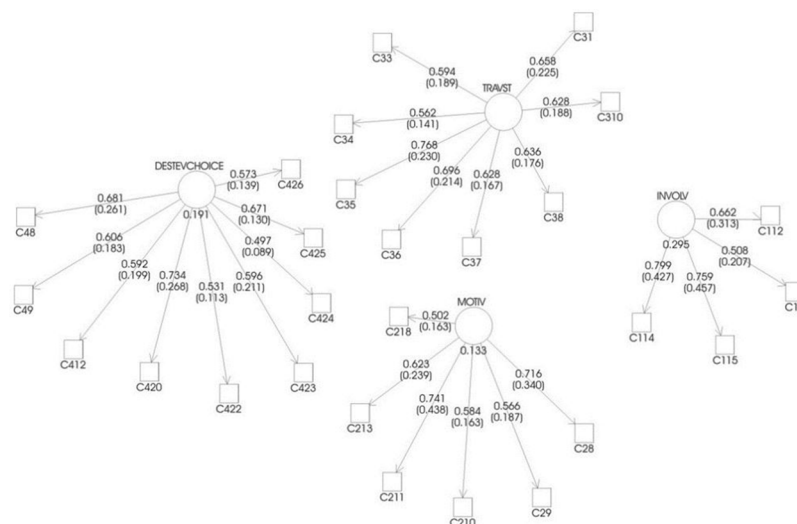 TRAVST
C33
0.594
(0.189)
C31
0.658
(0.225)
C34
0.562
(0.141)
0.628
(0.188)
C310
C35
0.768
(0.230)
C36
0.696
(0.214)
C37
0.628
(0.167)
C38
0.636
(0.176)
DESTEVCHOICE
0.191
0.573
(0.139)
C426
C48
0.681
(0.261)
0.671
(0.130)
C425
C49
0.606
(0.183)
0.497
(0.089)
C424
C412
0.592
(0.199)
C420
0.734
(0.268)
C422
0.531
(0.113)
C423
0.596
(0.211)
INVOLV
0.295
0.662
(0.313)
C112
0.508
(0.207)
C114
0.799
(0.427)
C115
0.759
(0.457)
MOTIV
0.133
C218
0.502
(0.163)
C213
0.623
(0.239)
C211
0.741
(0.438)
C210
0.584
(0.163)
C29
0.566
(0.187)
C28
0.716
(0.340)